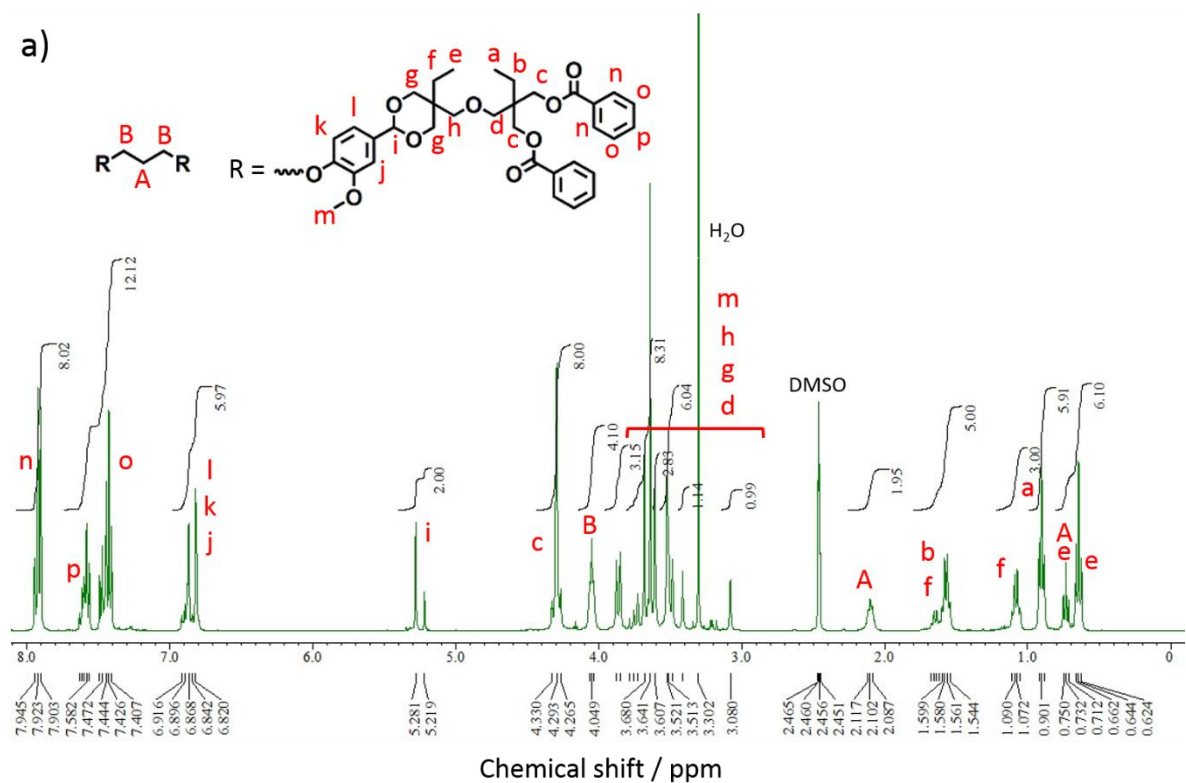 a)
f e a b
g c n
l o
k h d n p
i g c o
B B
R R R =
A
j
m
O O O O O O O O O
H2O
m
h
g
d
DMSO
n p o l k j i c B A b f f a A e e
8.02 12.12 5.97 2.00 8.00 4.10 3.15 8.31 2.83 6.04 1.14 0.99 1.95 5.00 3.00 5.91 6.10
8.0 7.0 6.0 5.0 4.0 3.0 2.0 1.0 0
7.945 7.923 7.903 7.582 7.472 7.444 7.426 7.407 6.916 6.896 6.868 6.842 6.820 5.281 5.219 4.330 4.293 4.265 4.049 3.680 3.641 3.607 3.521 3.513 3.302 3.080 2.465 2.460 2.456 2.451 2.117 2.102 2.087 1.599 1.580 1.561 1.544 1.090 1.072 0.901 0.750 0.732 0.712 0.662 0.644 0.624
Chemical shift / ppm